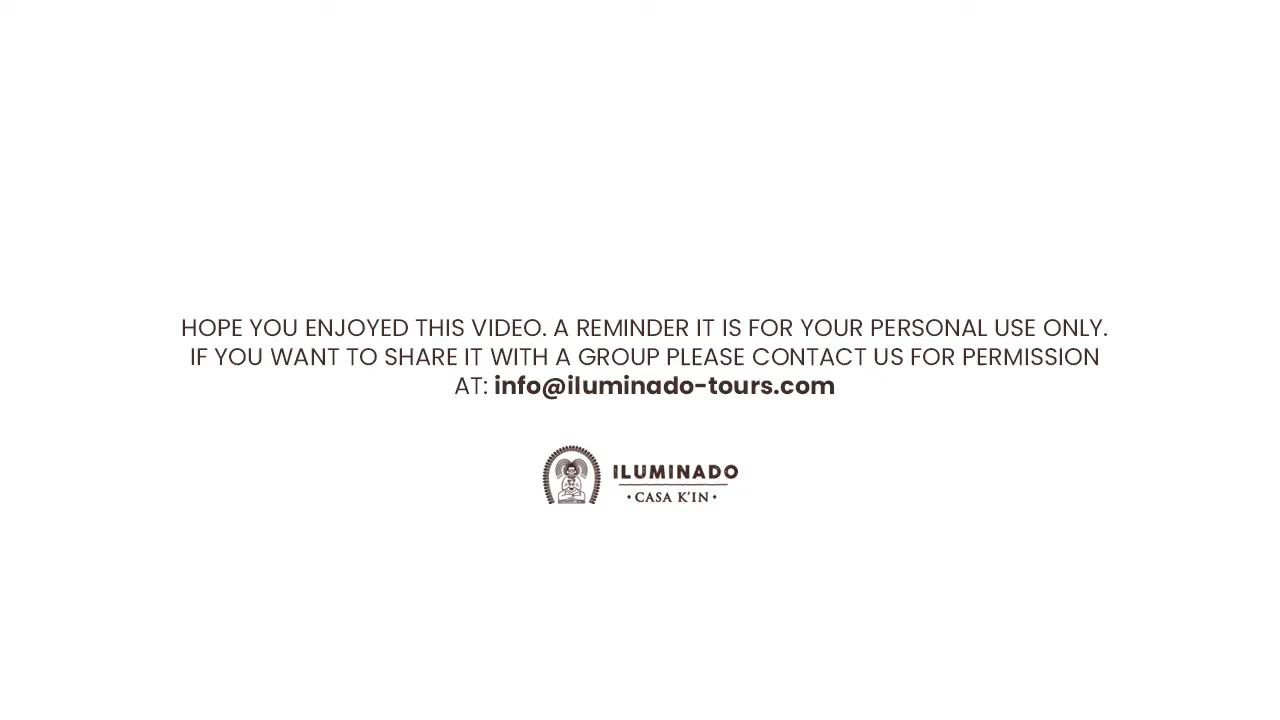 HOPE YOU ENJOYED THIS VIDEO. A REMINDER IT IS FOR YOUR PERSONAL USE ONLY.
IF YOU WANT TO SHARE IT WITH A GROUP PLEASE CONTACT US FOR PERMISSION
AT: info@iluminado-tours.com
ILUMINADO
• CASA K'IN •